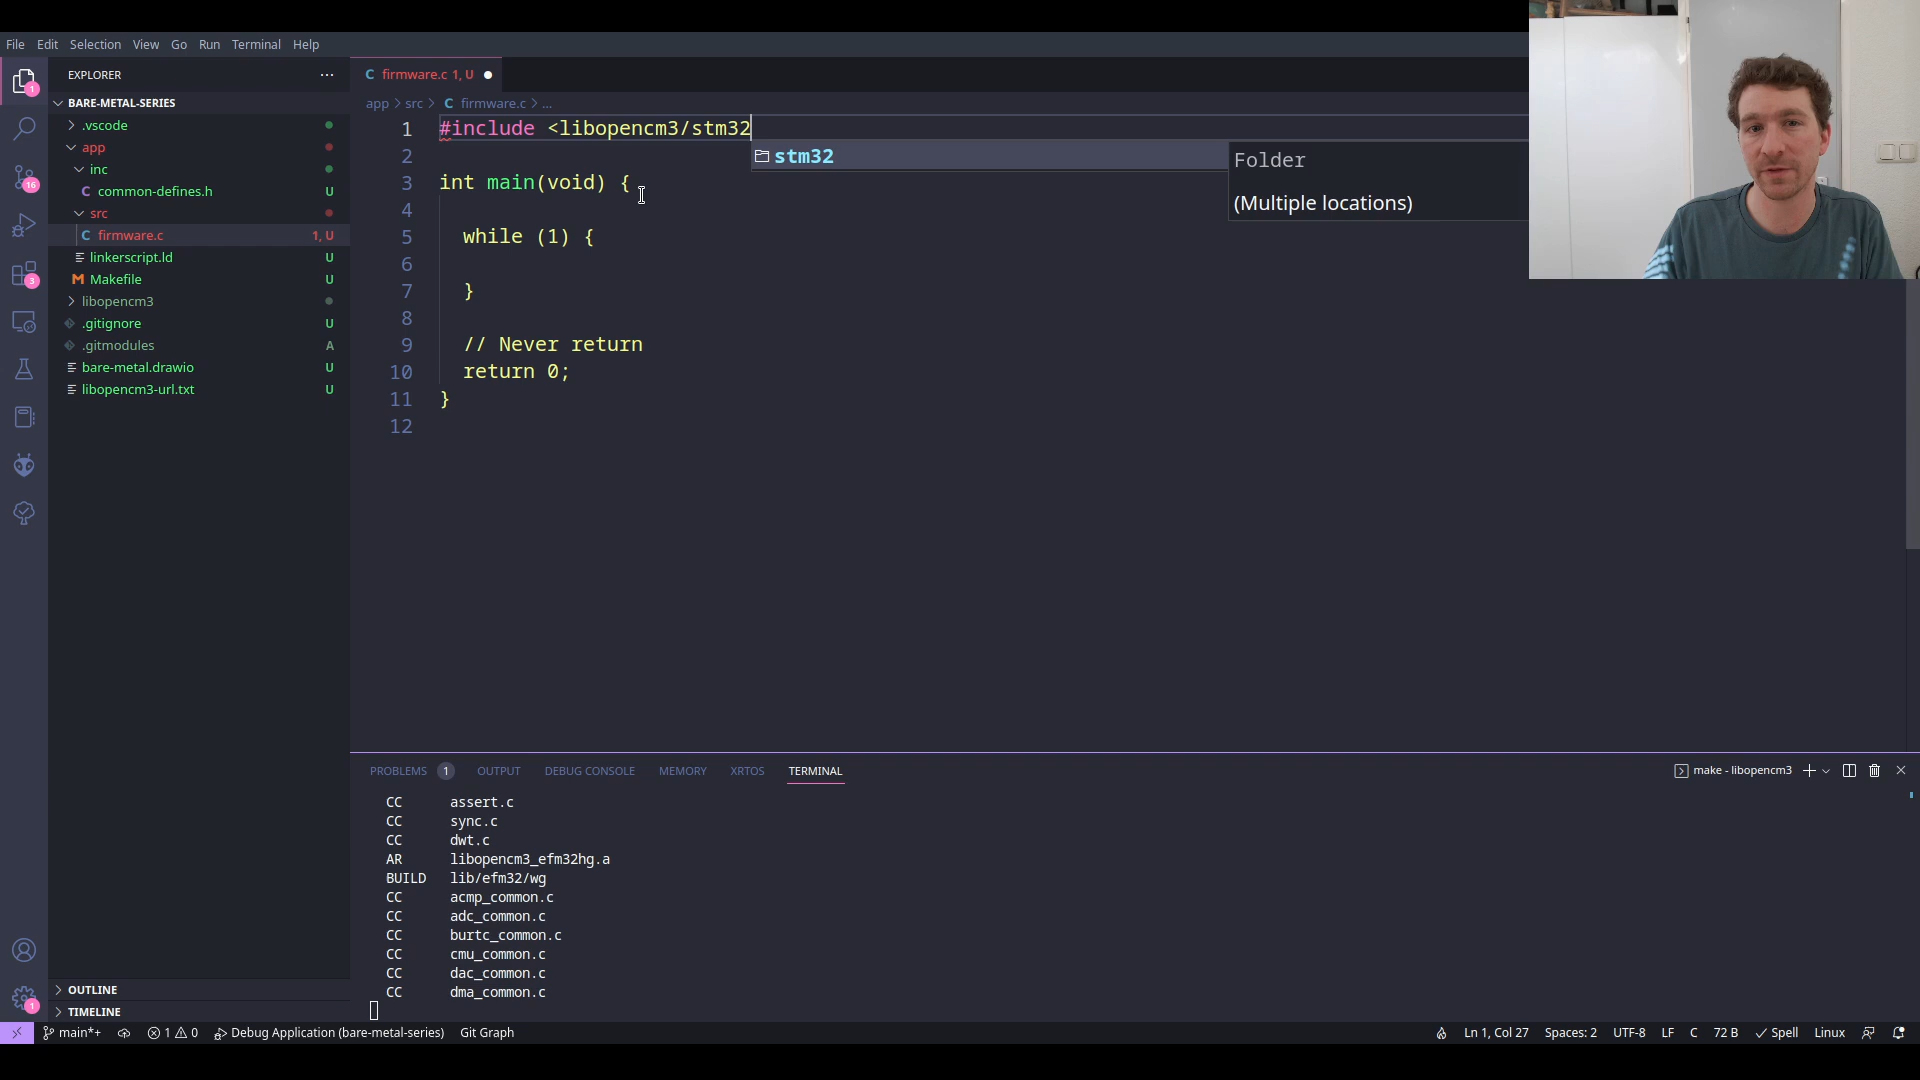 File Edit Selection View Go Run Terminal Help
EXPLORER
BARE-METAL-SERIES
.vscode
app
inc
C common-defines.h U
src
C firmware.c 1, U
linkerscript.ld U
M Makefile U
libopencm3
.gitignore U
.gitmodules A
bare-metal.drawio U
libopencm3-url.txt U
OUTLINE
TIMELINE
1
16
3
1
C firmware.c 1, U
app > src > C firmware.c > ...
1 #include <libopencm3/stm32
stm32
Folder
(Multiple locations)
2
3 int main(void) {
4
5 while (1) {
6
7 }
8
9 // Never return
10 return 0;
11 }
12
PROBLEMS 1 OUTPUT DEBUG CONSOLE MEMORY XRTOS TERMINAL
make - libopencm3
CC assert.c
CC sync.c
CC dwt.c
AR libopencm3_efm32hg.a
BUILD lib/efm32/wg
CC acmp_common.c
CC adc_common.c
CC burtc_common.c
CC cmu_common.c
CC dac_common.c
CC dma_common.c
main*+ 1 0 Debug Application (bare-metal-series) Git Graph
Ln 1, Col 27 Spaces: 2 UTF-8 LF C 72 B Spell Linux